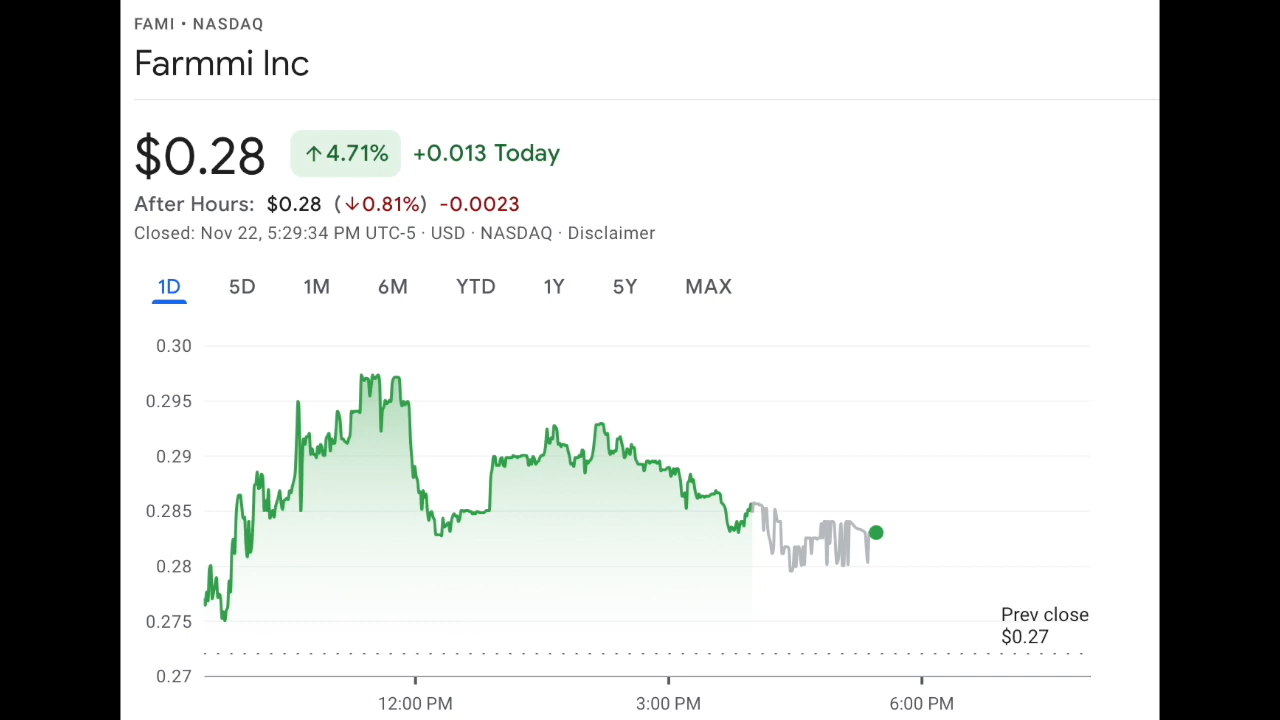 FAMI • NASDAQ
Farmmi Inc
$0.28 ↑4.71% +0.013 Today
After Hours: $0.28 (↓0.81%) -0.0023
Closed: Nov 22, 5:29:34 PM UTC-5 · USD · NASDAQ · Disclaimer
1D 5D 1M 6M YTD 1Y 5Y MAX
0.30
0.295
0.29
0.285
0.28
0.275
Prev close
$0.27
0.27
12:00 PM 3:00 PM 6:00 PM